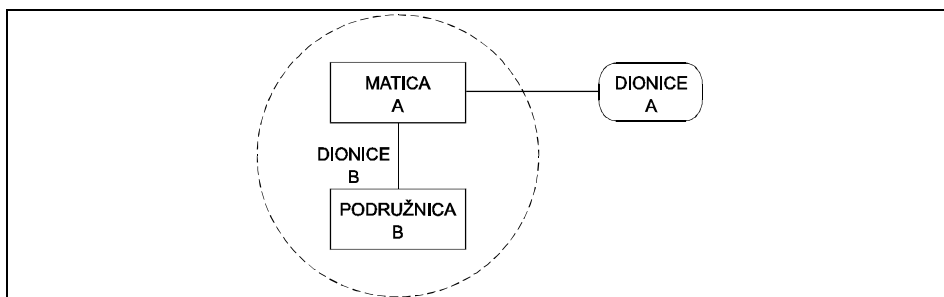 MATICA
A
DIONICE
A
DIONICE
B
PODRUŽNICA
B